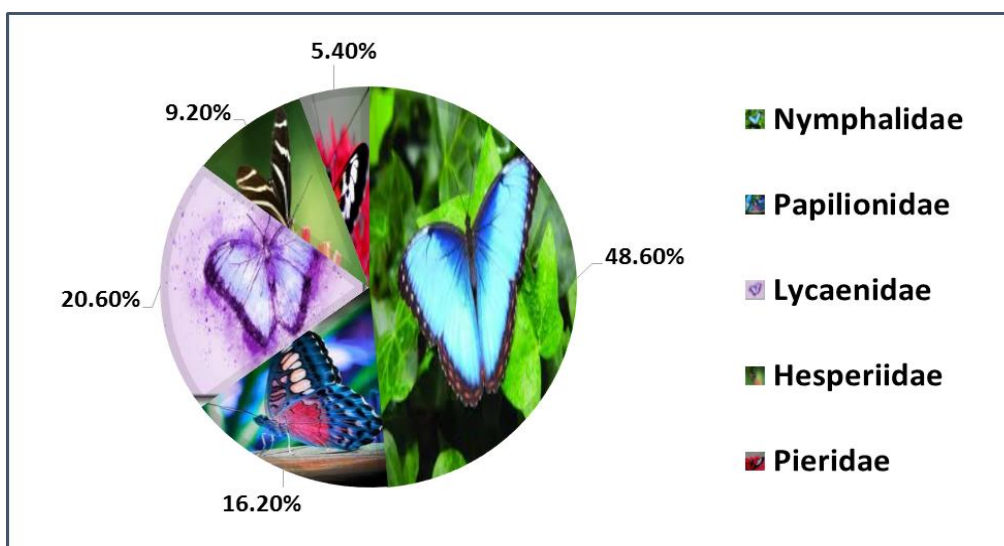 5.40%
9.20%
48.60%
20.60%
16.20%
Nymphalidae
Papilionidae
Lycaenidae
Hesperiidae
Pieridae